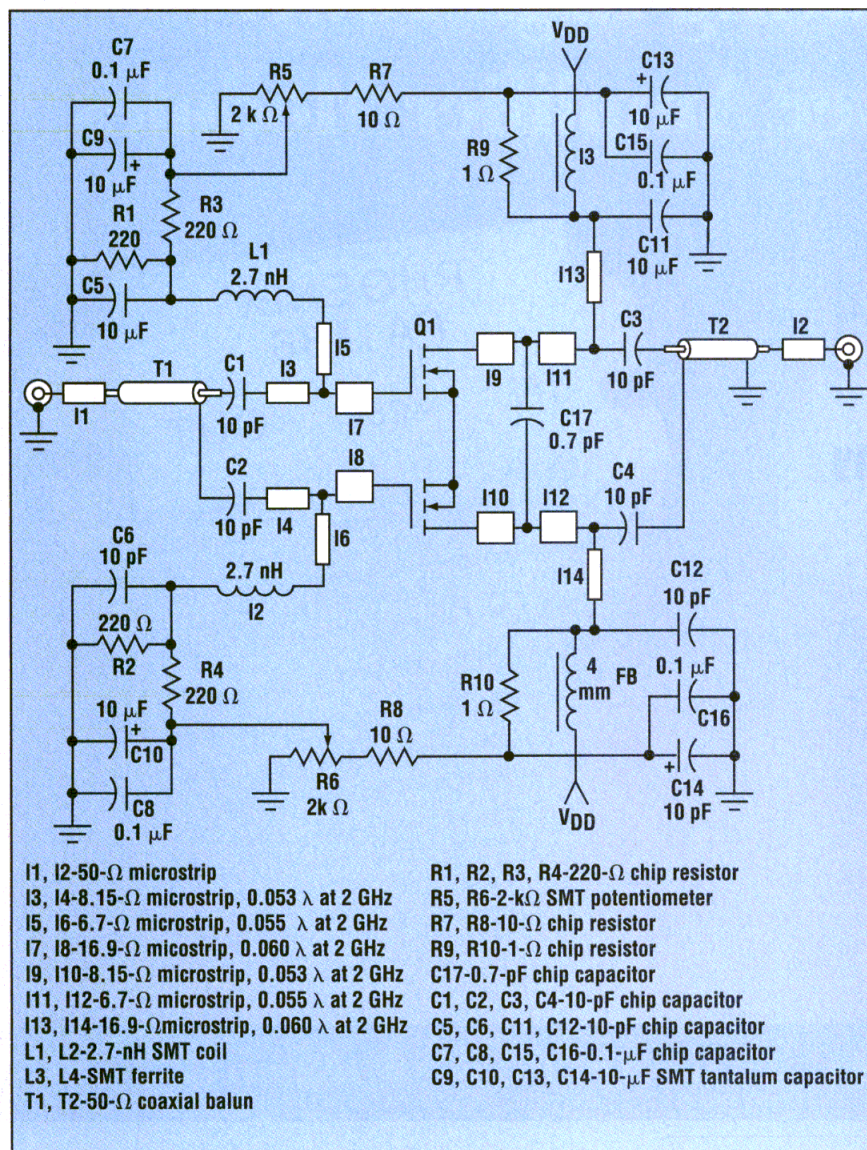 C7
0.1 µF
C9
10 µF
+
R1
220
R3
220 Ω
C5
10 µF
L1
2.7 nH
R5
2 k Ω
R7
10 Ω
VDD
C13
+
10 µF
R9
1 Ω
I3
C15
0.1 µF
C11
10 µF
I13
Q1
C3
10 pF
T2
I2
I5
T1
C1
10 pF
I3
I1
I7
I9
I11
C17
0.7 pF
C2
10 pF
I4
I8
I6
I10
I12
C4
10 pF
I14
C6
10 pF
2.7 nH
I2
220 Ω
R2
R4
220 Ω
10 µF
+
C10
C8
0.1 µF
R8
10 Ω
R6
2k Ω
R10
1 Ω
4
mm
FB
C12
10 pF
0.1 µF
C16
+
C14
10 pF
VDD
I1, I2-50-Ω microstrip
I3, I4-8.15-Ω microstrip, 0.053 λ at 2 GHz
I5, I6-6.7-Ω microstrip, 0.055 λ at 2 GHz
I7, I8-16.9-Ω micostrip, 0.060 λ at 2 GHz
I9, I10-8.15-Ω microstrip, 0.053 λ at 2 GHz
I11, I12-6.7-Ω microstrip, 0.055 λ at 2 GHz
I13, I14-16.9-Ωmicrostrip, 0.060 λ at 2 GHz
L1, L2-2.7-nH SMT coil
L3, L4-SMT ferrite
T1, T2-50-Ω coaxial balun
R1, R2, R3, R4-220-Ω chip resistor
R5, R6-2-kΩ SMT potentiometer
R7, R8-10-Ω chip resistor
R9, R10-1-Ω chip resistor
C17-0.7-pF chip capacitor
C1, C2, C3, C4-10-pF chip capacitor
C5, C6, C11, C12-10-pF chip capacitor
C7, C8, C15, C16-0.1-µF chip capacitor
C9, C10, C13, C14-10-µF SMT tantalum capacitor